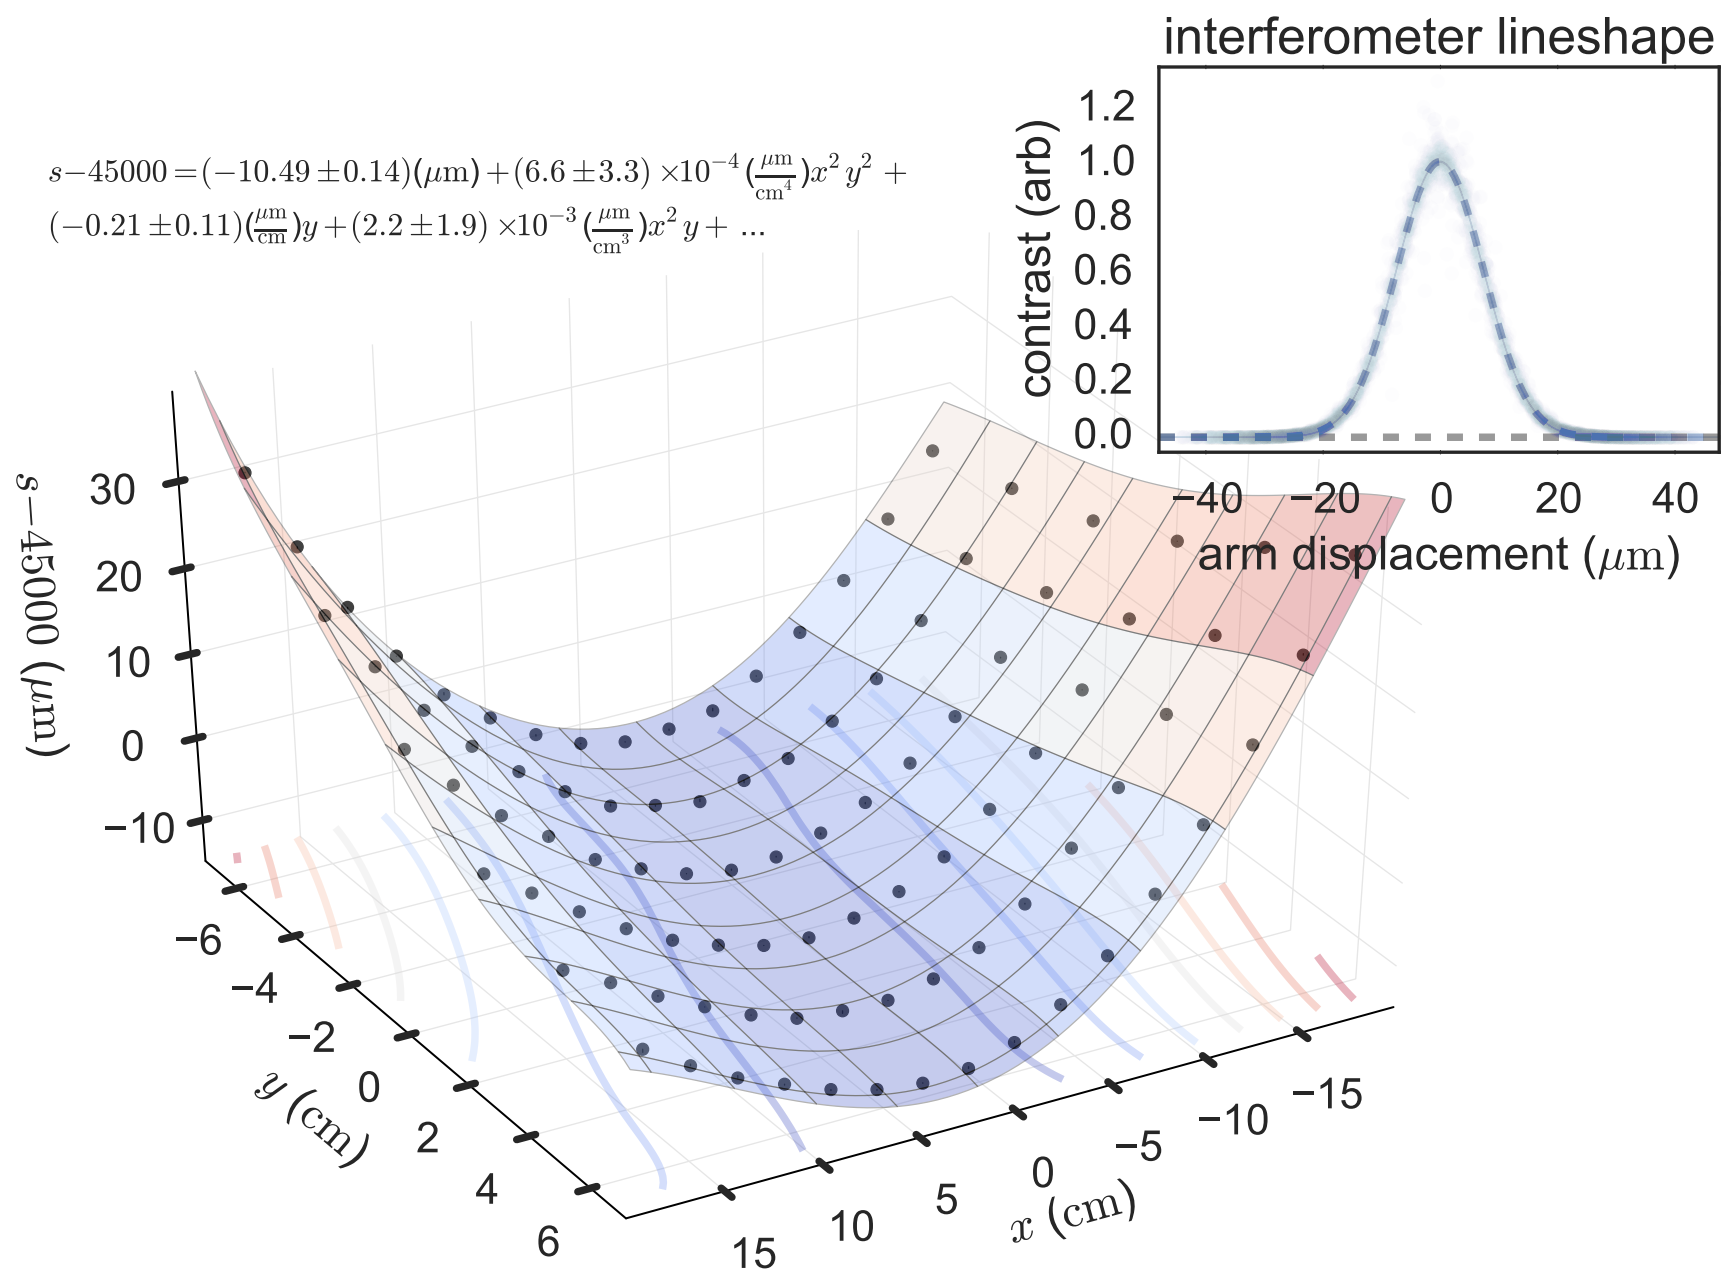 interferometer lineshape
s−45000=(−10.49±0.14)(μm)+(6.6±3.3)×10⁻⁴(μm/cm⁴)x²y²+
(−0.21±0.11)(μm/cm)y+(2.2±1.9)×10⁻³(μm/cm³)x²y+ ...
contrast (arb)
1.2
1.0
0.8
0.6
0.4
0.2
0.0
−40 −20 0 20 40
arm displacement (μm)
s−45000 (μm)
30
20
10
0
−10
−6
−4
−2
0
2
4
6
y (cm)
15
10
5
0
−5
−10
−15
x (cm)